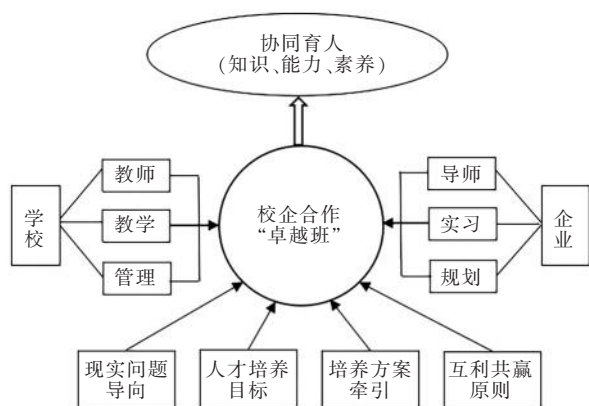 协同育人
(知识、能力、素养)
学校
教师
教学
管理
校企合作
“卓越班”
导师
实习
规划
企业
现实问题
导向
人才培养
目标
培养方案
牵引
互利共赢
原则